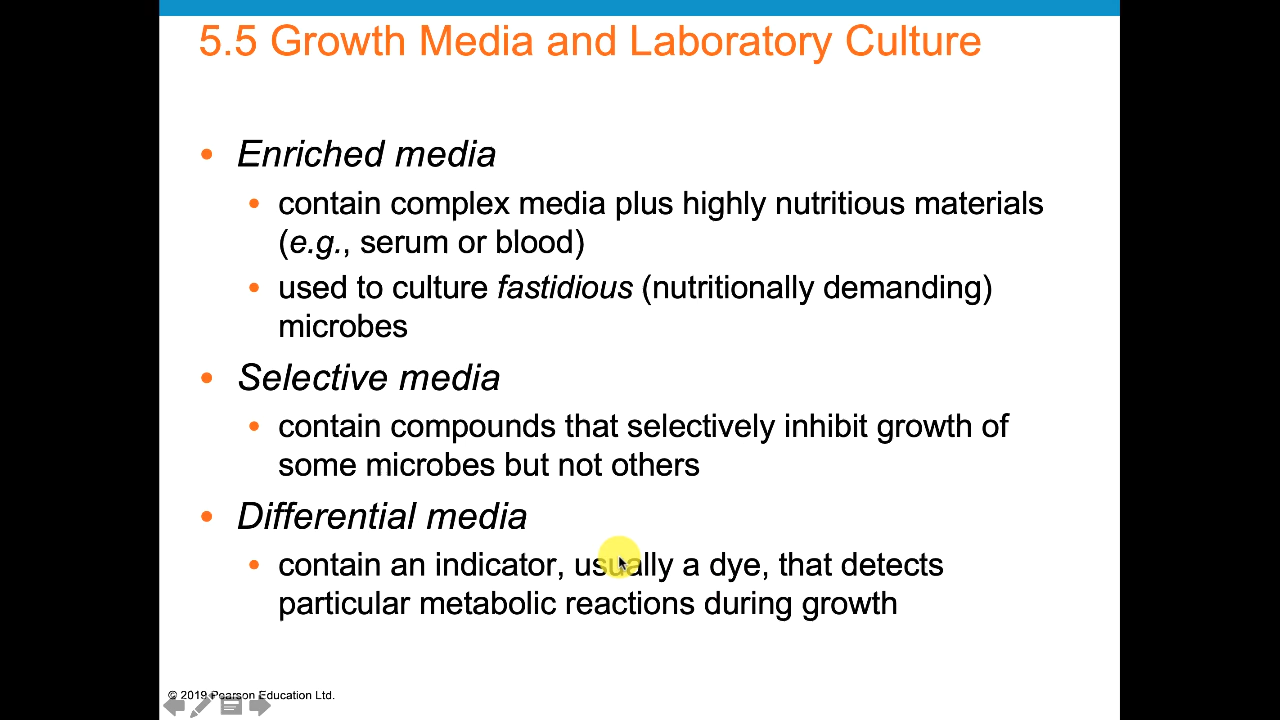 5.5 Growth Media and Laboratory Culture
• Enriched media
• contain complex media plus highly nutritious materials
(e.g., serum or blood)
• used to culture fastidious (nutritionally demanding)
microbes
• Selective media
• contain compounds that selectively inhibit growth of
some microbes but not others
• Differential media
• contain an indicator, usually a dye, that detects
particular metabolic reactions during growth
© 2019 Pearson Education Ltd.